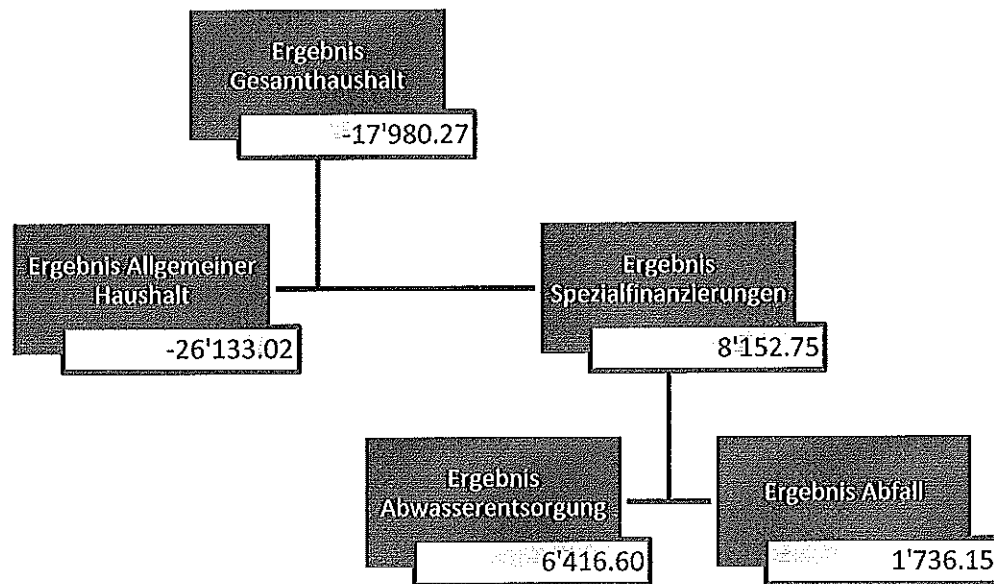 Ergebnis
Gesamthaushalt
-17'980.27
Ergebnis Allgemeiner
Haushalt
-26'133.02
Ergebnis
Spezialfinanzierungen
8'152.75
Ergebnis
Abwasserentsorgung
6'416.60
Ergebnis Abfall
1'736.15